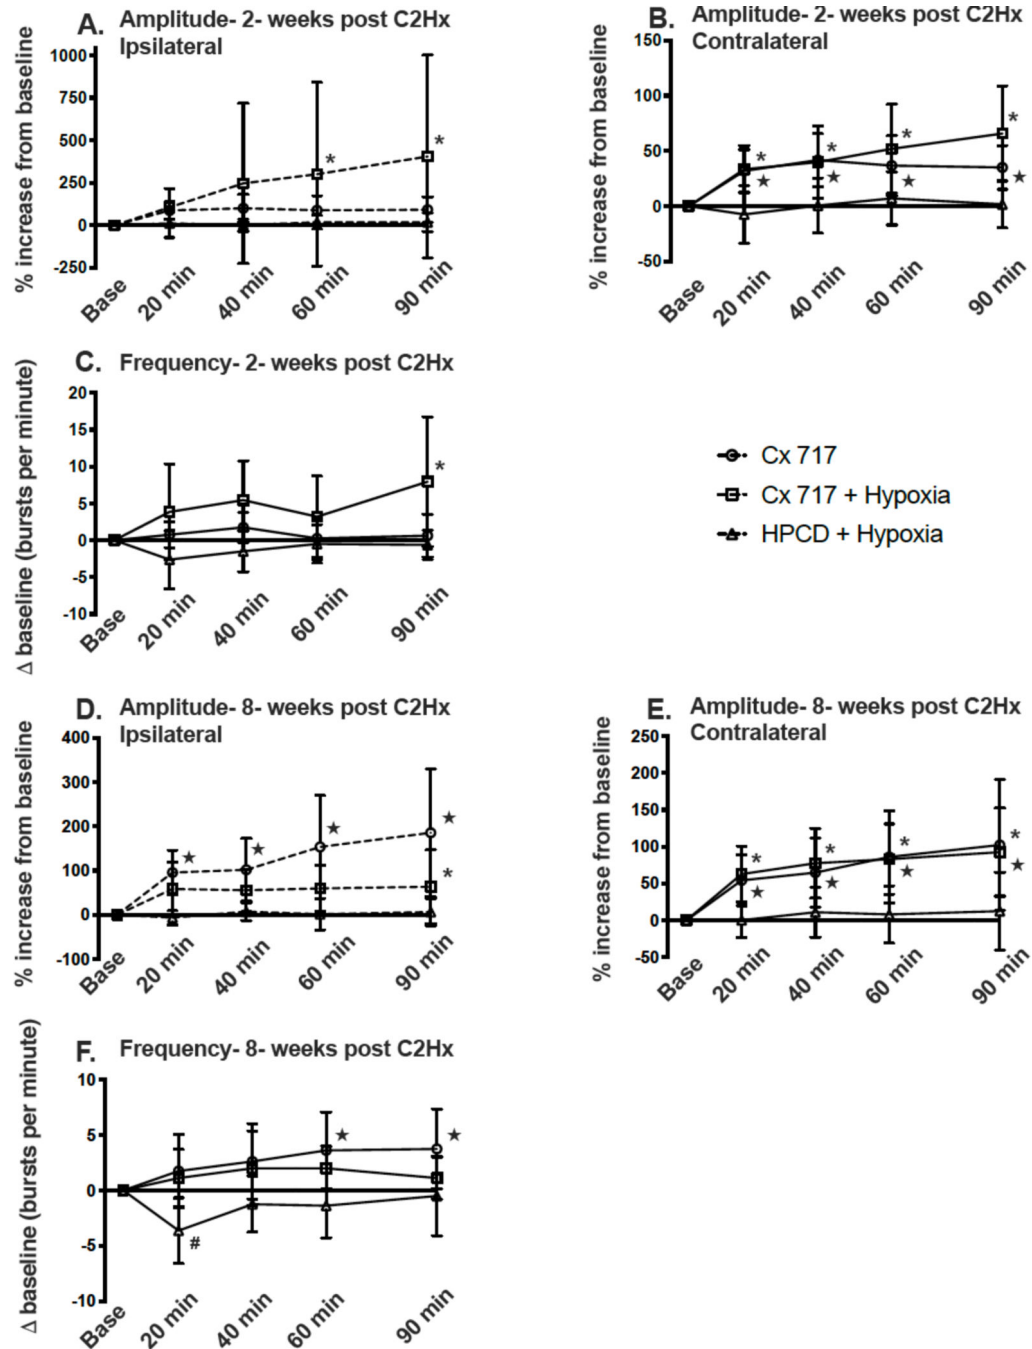 A. Amplitude- 2- weeks post C2Hx
Ipsilateral
% increase from baseline
1000
750
500
250
0
-250
*
*
Base
20 min
40 min
60 min
90 min
B. Amplitude- 2- weeks post C2Hx
Contralateral
% increase from baseline
150
100
50
0
-50
* * * *
★ ★ ★ ★
Base
20 min
40 min
60 min
90 min
C. Frequency- 2- weeks post C2Hx
Δ baseline (bursts per minute)
20
15
10
5
0
-5
-10
*
Base
20 min
40 min
60 min
90 min
Cx 717
Cx 717 + Hypoxia
HPCD + Hypoxia
D. Amplitude- 8- weeks post C2Hx
Ipsilateral
% increase from baseline
400
300
200
100
0
-100
★ ★ ★ ★
*
Base
20 min
40 min
60 min
90 min
E. Amplitude- 8- weeks post C2Hx
Contralateral
% increase from baseline
250
200
150
100
50
0
-50
* * * *
★ ★ ★ ★
Base
20 min
40 min
60 min
90 min
F. Frequency- 8- weeks post C2Hx
Δ baseline (bursts per minute)
10
5
0
-5
-10
★ ★
#
Base
20 min
40 min
60 min
90 min